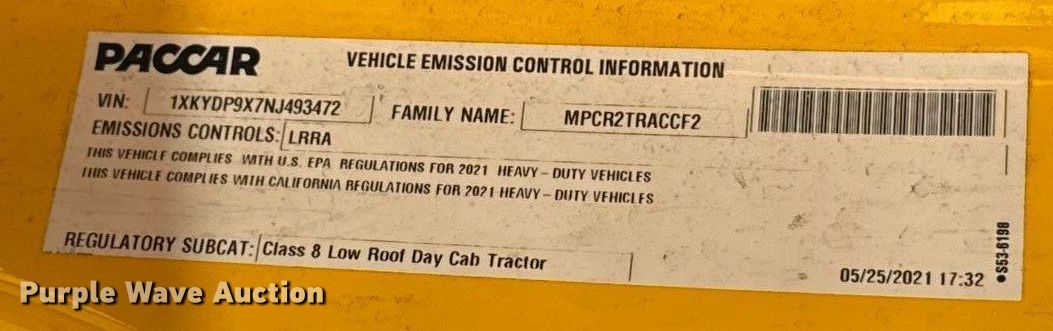 PACCAR VEHICLE EMISSION CONTROL INFORMATION
VIN: 1XKYDP9X7NJ493472 FAMILY NAME: MPCR2TRACCF2
EMISSIONS CONTROLS: LRRA
THIS VEHICLE COMPLIES WITH U.S. EPA REGULATIONS FOR 2021 HEAVY-DUTY VEHICLES
THIS VEHICLE COMPLIES WITH CALIFORNIA REGULATIONS FOR 2021 HEAVY-DUTY VEHICLES
REGULATORY SUBCAT: Class 8 Low Roof Day Cab Tractor
05/25/2021 17:32
S53-6198
Purple Wave Auction